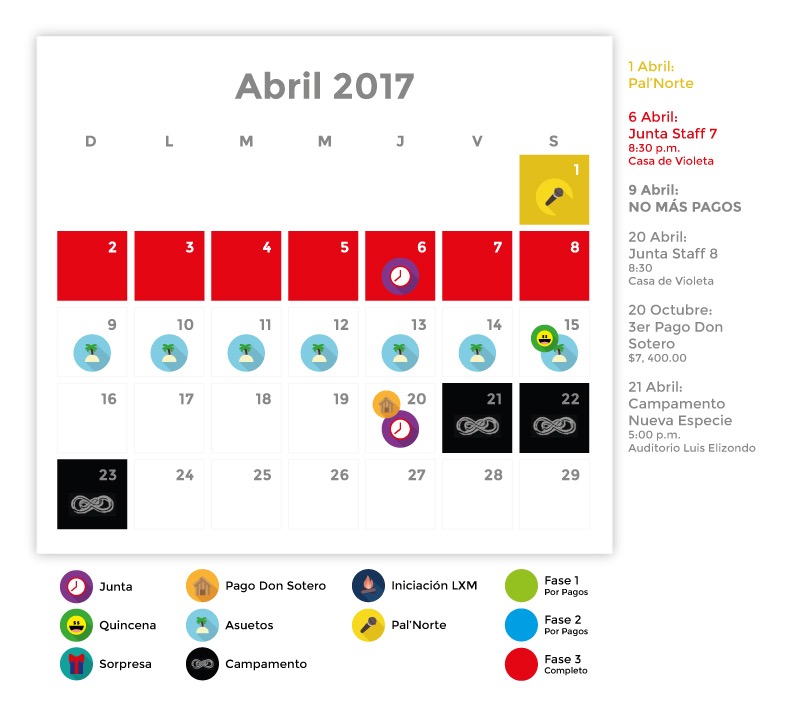 Abril 2017
D L M M J V S
1
2 3 4 5 6 7 8
9 10 11 12 13 14 15
16 17 18 19 20 21 22
23 24 25 26 27 28 29
1 Abril:
Pal'Norte
6 Abril:
Junta Staff 7
8:30 p.m.
Casa de Violeta
9 Abril:
NO MÁS PAGOS
20 Abril:
Junta Staff 8
8:30
Casa de Violeta
20 Octubre:
3er Pago Don
Sotero
$7, 400.00
21 Abril:
Campamento
Nueva Especie
5:00 p.m.
Auditorio Luis Elizondo
Junta
Pago Don Sotero
Iniciación LXM
Fase 1
Por Pagos
Quincena
Asuetos
Pal'Norte
Fase 2
Por Pagos
Sorpresa
Campamento
Fase 3
Completo